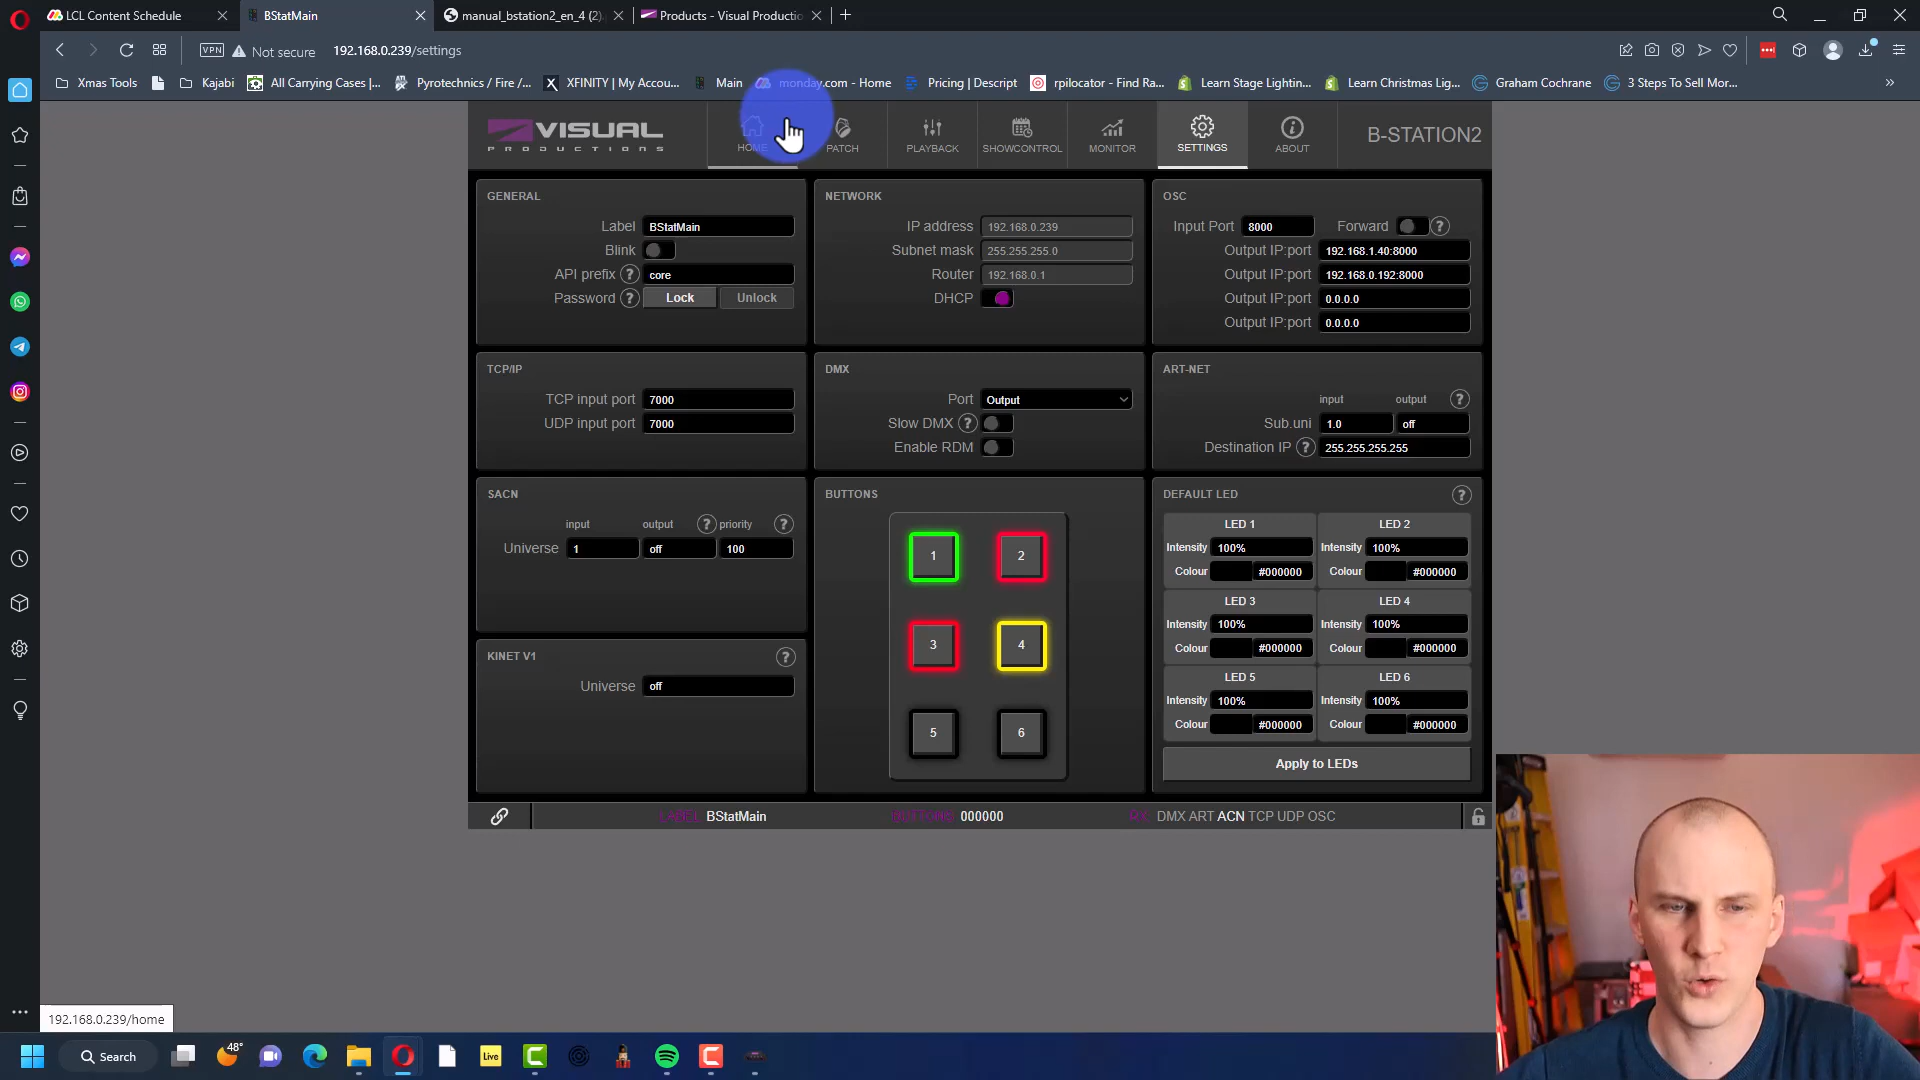 LCL Content Schedule
BStatMain
manual_bstation2_en_4 (2)
Products - Visual Productio
VPN
Not secure
192.168.0.239/settings
Xmas Tools
Kajabi
All Carrying Cases |...
Pyrotechnics / Fire /...
XFINITY | My Accou...
Main
monday.com - Home
Pricing | Descript
rpilocator - Find Ra...
Learn Stage Lightin...
Learn Christmas Lig...
Graham Cochrane
3 Steps To Sell Mor...
VISUAL
PRODUCTIONS
HOME
PATCH
PLAYBACK
SHOWCONTROL
MONITOR
SETTINGS
ABOUT
B-STATION2
GENERAL
Label BStatMain
Blink
API prefix ? core
Password ? Lock Unlock
NETWORK
IP address 192.168.0.239
Subnet mask 255.255.255.0
Router 192.168.0.1
DHCP
OSC
Input Port 8000 Forward ?
Output IP:port 192.168.1.40:8000
Output IP:port 192.168.0.192:8000
Output IP:port 0.0.0.0
Output IP:port 0.0.0.0
TCP/IP
TCP input port 7000
UDP input port 7000
DMX
Port Output
Slow DMX ?
Enable RDM
ART-NET
input output ?
Sub.uni 1.0 off
Destination IP ? 255.255.255.255
SACN
input output ? priority ?
Universe 1 off 100
KINET V1 ?
Universe off
BUTTONS
1 2
3 4
5 6
DEFAULT LED ?
LED 1 LED 2
Intensity 100% Intensity 100%
Colour #000000 Colour #000000
LED 3 LED 4
Intensity 100% Intensity 100%
Colour #000000 Colour #000000
LED 5 LED 6
Intensity 100% Intensity 100%
Colour #000000 Colour #000000
Apply to LEDs
LABEL BStatMain
BUTTONS 000000
RX DMX ART ACN TCP UDP OSC
192.168.0.239/home
Search
48°
Live